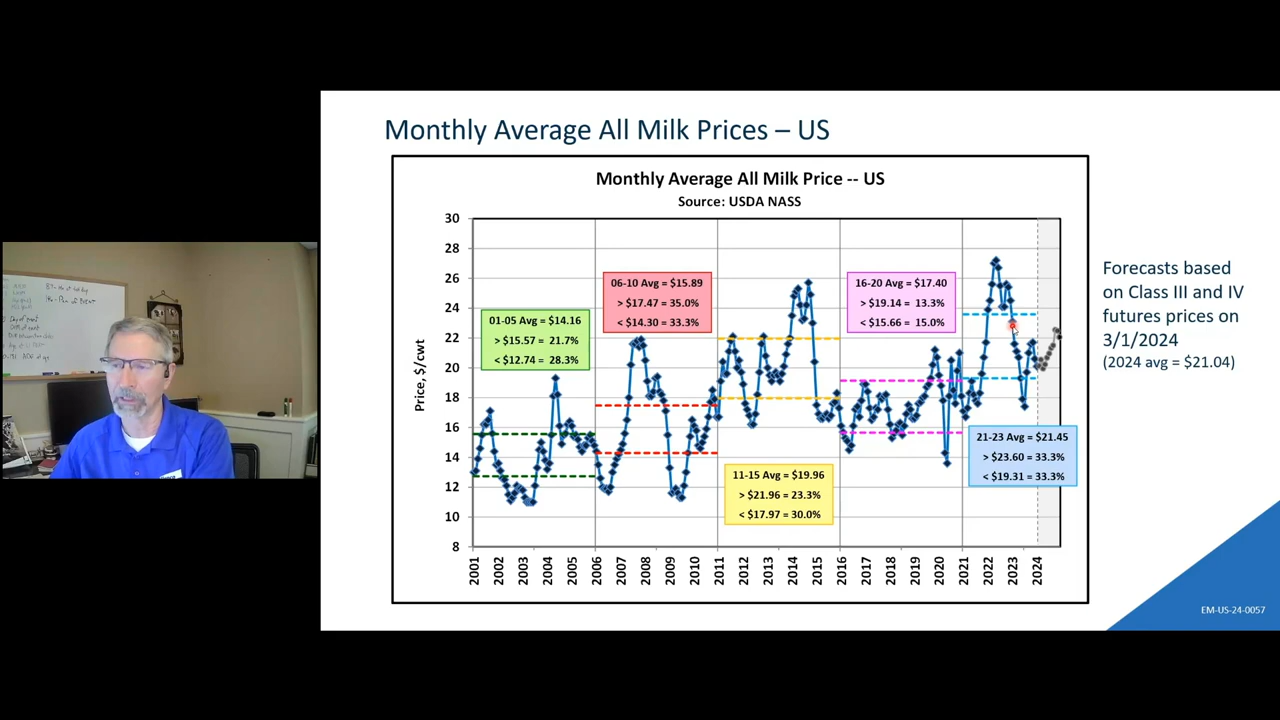 Monthly Average All Milk Prices – US
Monthly Average All Milk Price -- US
Source: USDA NASS
Price, $/cwt
30
28
26
24
22
20
18
16
14
12
10
8
01-05 Avg = $14.16
> $15.57 = 21.7%
< $12.74 = 28.3%
06-10 Avg = $15.89
> $17.47 = 35.0%
< $14.30 = 33.3%
11-15 Avg = $19.96
> $21.96 = 23.3%
< $17.97 = 30.0%
16-20 Avg = $17.40
> $19.14 = 13.3%
< $15.66 = 15.0%
21-23 Avg = $21.45
> $23.60 = 33.3%
< $19.31 = 33.3%
2001 2002 2003 2004 2005 2006 2007 2008 2009 2010 2011 2012 2013 2014 2015 2016 2017 2018 2019 2020 2021 2022 2023 2024
Forecasts based
on Class III and IV
futures prices on
3/1/2024
(2024 avg = $21.04)
EM-US-24-0057